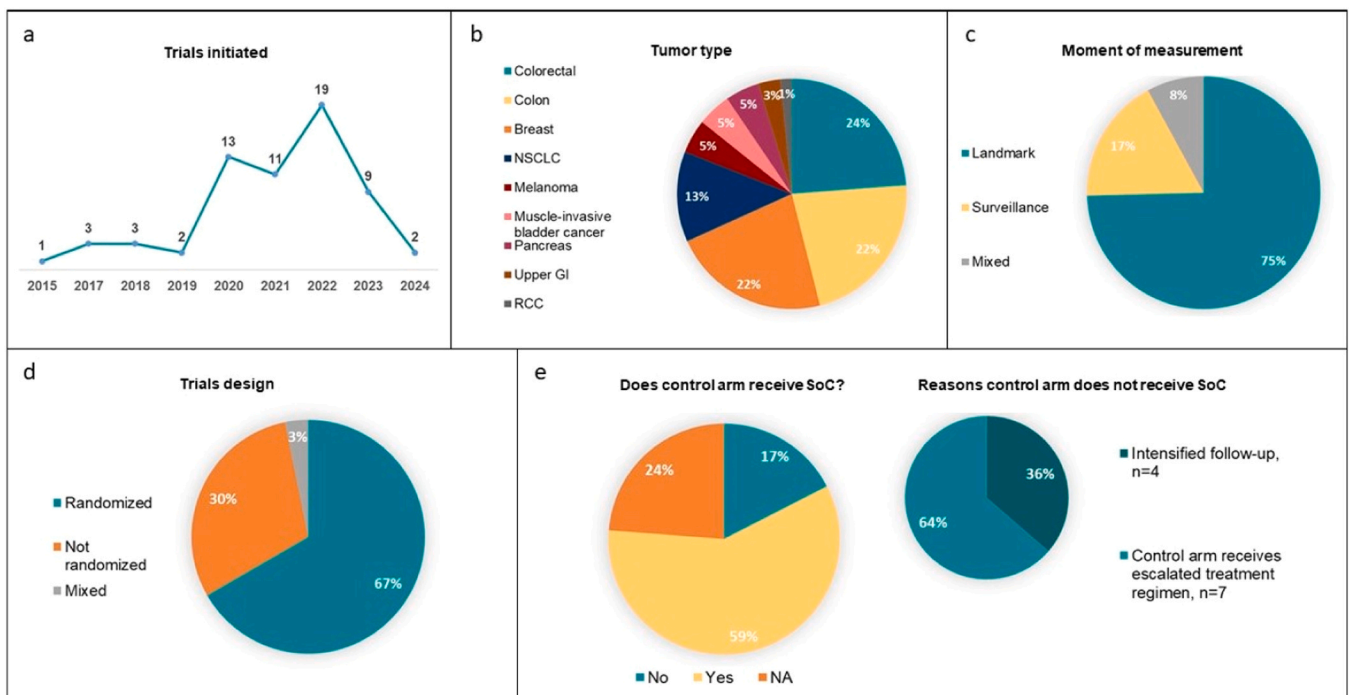 a
Trials initiated
1
3
3
2
13
11
19
9
2
2015 2017 2018 2019 2020 2021 2022 2023 2024
b
Tumor type
Colorectal
Colon
Breast
NSCLC
Melanoma
Muscle-invasive
bladder cancer
Pancreas
Upper GI
RCC
24%
22%
22%
13%
5%
5%
5%
3%
1%
c
Moment of measurement
Landmark
Surveillance
Mixed
75%
17%
8%
d
Trials design
Randomized
Not
randomized
Mixed
67%
30%
3%
e
Does control arm receive SoC?
17%
59%
24%
No Yes NA
Reasons control arm does not receive SoC
36%
64%
Intensified follow-up,
n=4
Control arm receives
escalated treatment
regimen, n=7